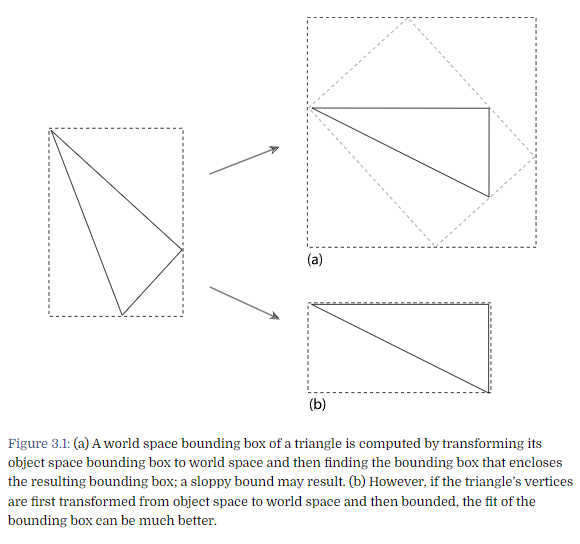 (a)
(b)
Figure 3.1: (a) A world space bounding box of a triangle is computed by transforming its
object space bounding box to world space and then finding the bounding box that encloses
the resulting bounding box; a sloppy bound may result. (b) However, if the triangle’s vertices
are first transformed from object space to world space and then bounded, the fit of the
bounding box can be much better.